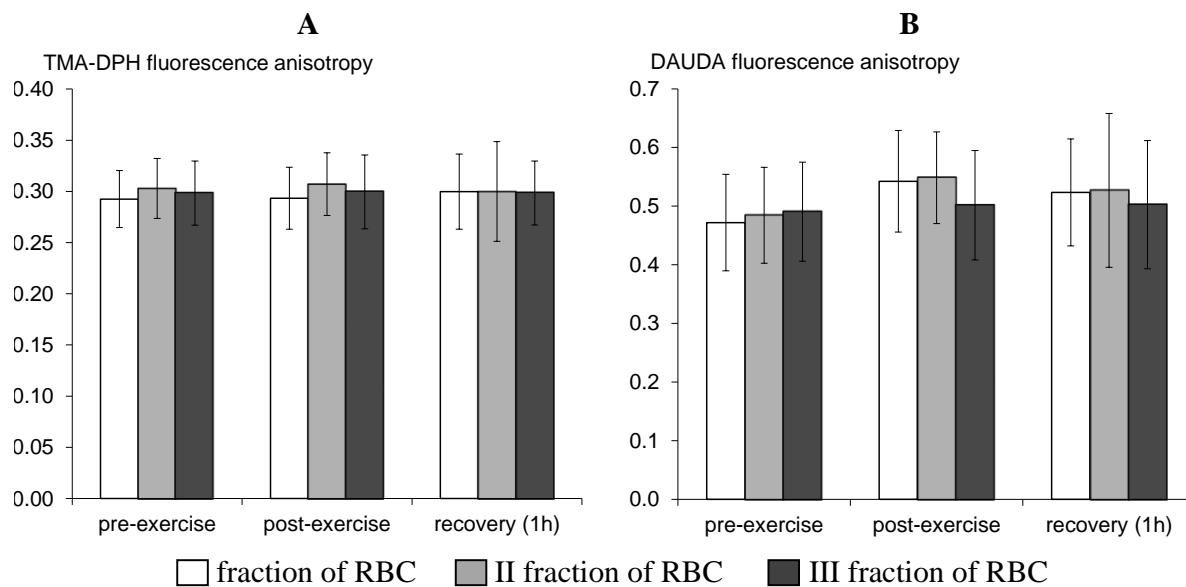 A
TMA-DPH fluorescence anisotropy
0.40
0.35
0.30
0.25
0.20
0.15
0.10
0.05
0.00
pre-exercise post-exercise recovery (1h)
B
DAUDA fluorescence anisotropy
0.7
0.6
0.5
0.4
0.3
0.2
0.1
0.0
pre-exercise post-exercise recovery (1h)
fraction of RBC II fraction of RBC III fraction of RBC